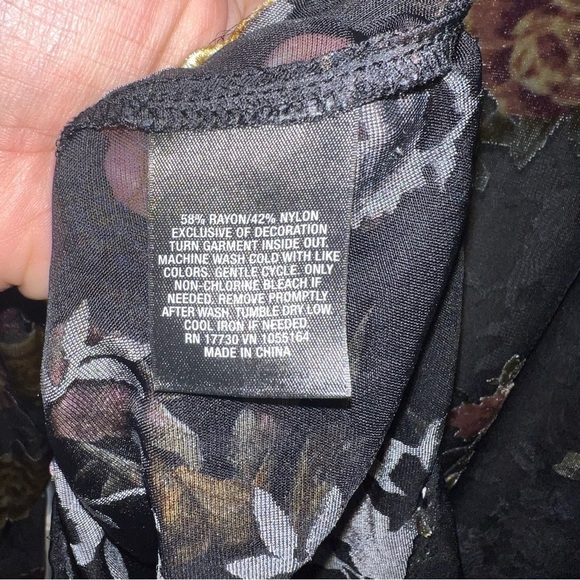 58% RAYON/42% NYLON
EXCLUSIVE OF DECORATION
TURN GARMENT INSIDE OUT.
MACHINE WASH COLD WITH LIKE
COLORS. GENTLE CYCLE. ONLY
NON-CHLORINE BLEACH IF
NEEDED. REMOVE PROMPTLY
AFTER WASH. TUMBLE DRY LOW.
COOL IRON IF NEEDED.
RN 17730 VN 1055164
MADE IN CHINA